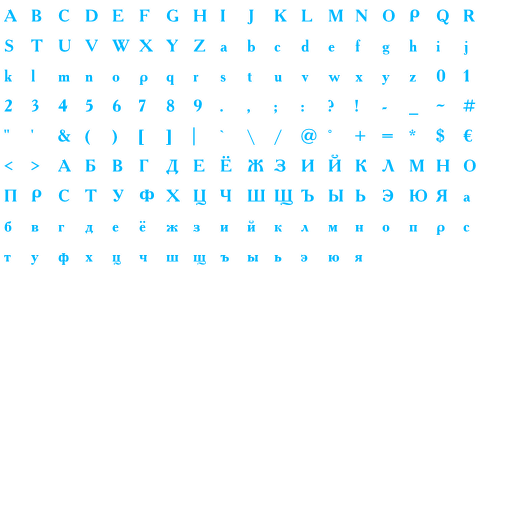 A B C D E F G H I J K L M N O P Q R
S T U V W X Y Z a b c d e f g h i j
k l m n o p q r s t u v w x y z 0 1
2 3 4 5 6 7 8 9 . , ; : ? ! - _ ~ #
" ' & ( ) [ ] | ` \ / @ ° + = * $ €
< > А Б В Г Д Е Ё Ж З И Й К Л М Н О
П Р С Т У Ф Х Ц Ч Ш Щ Ъ Ы Ь Э Ю Я а
б в г д е ё ж з и й к л м н о п р с
т у ф х ц ч ш щ ъ ы ь э ю я